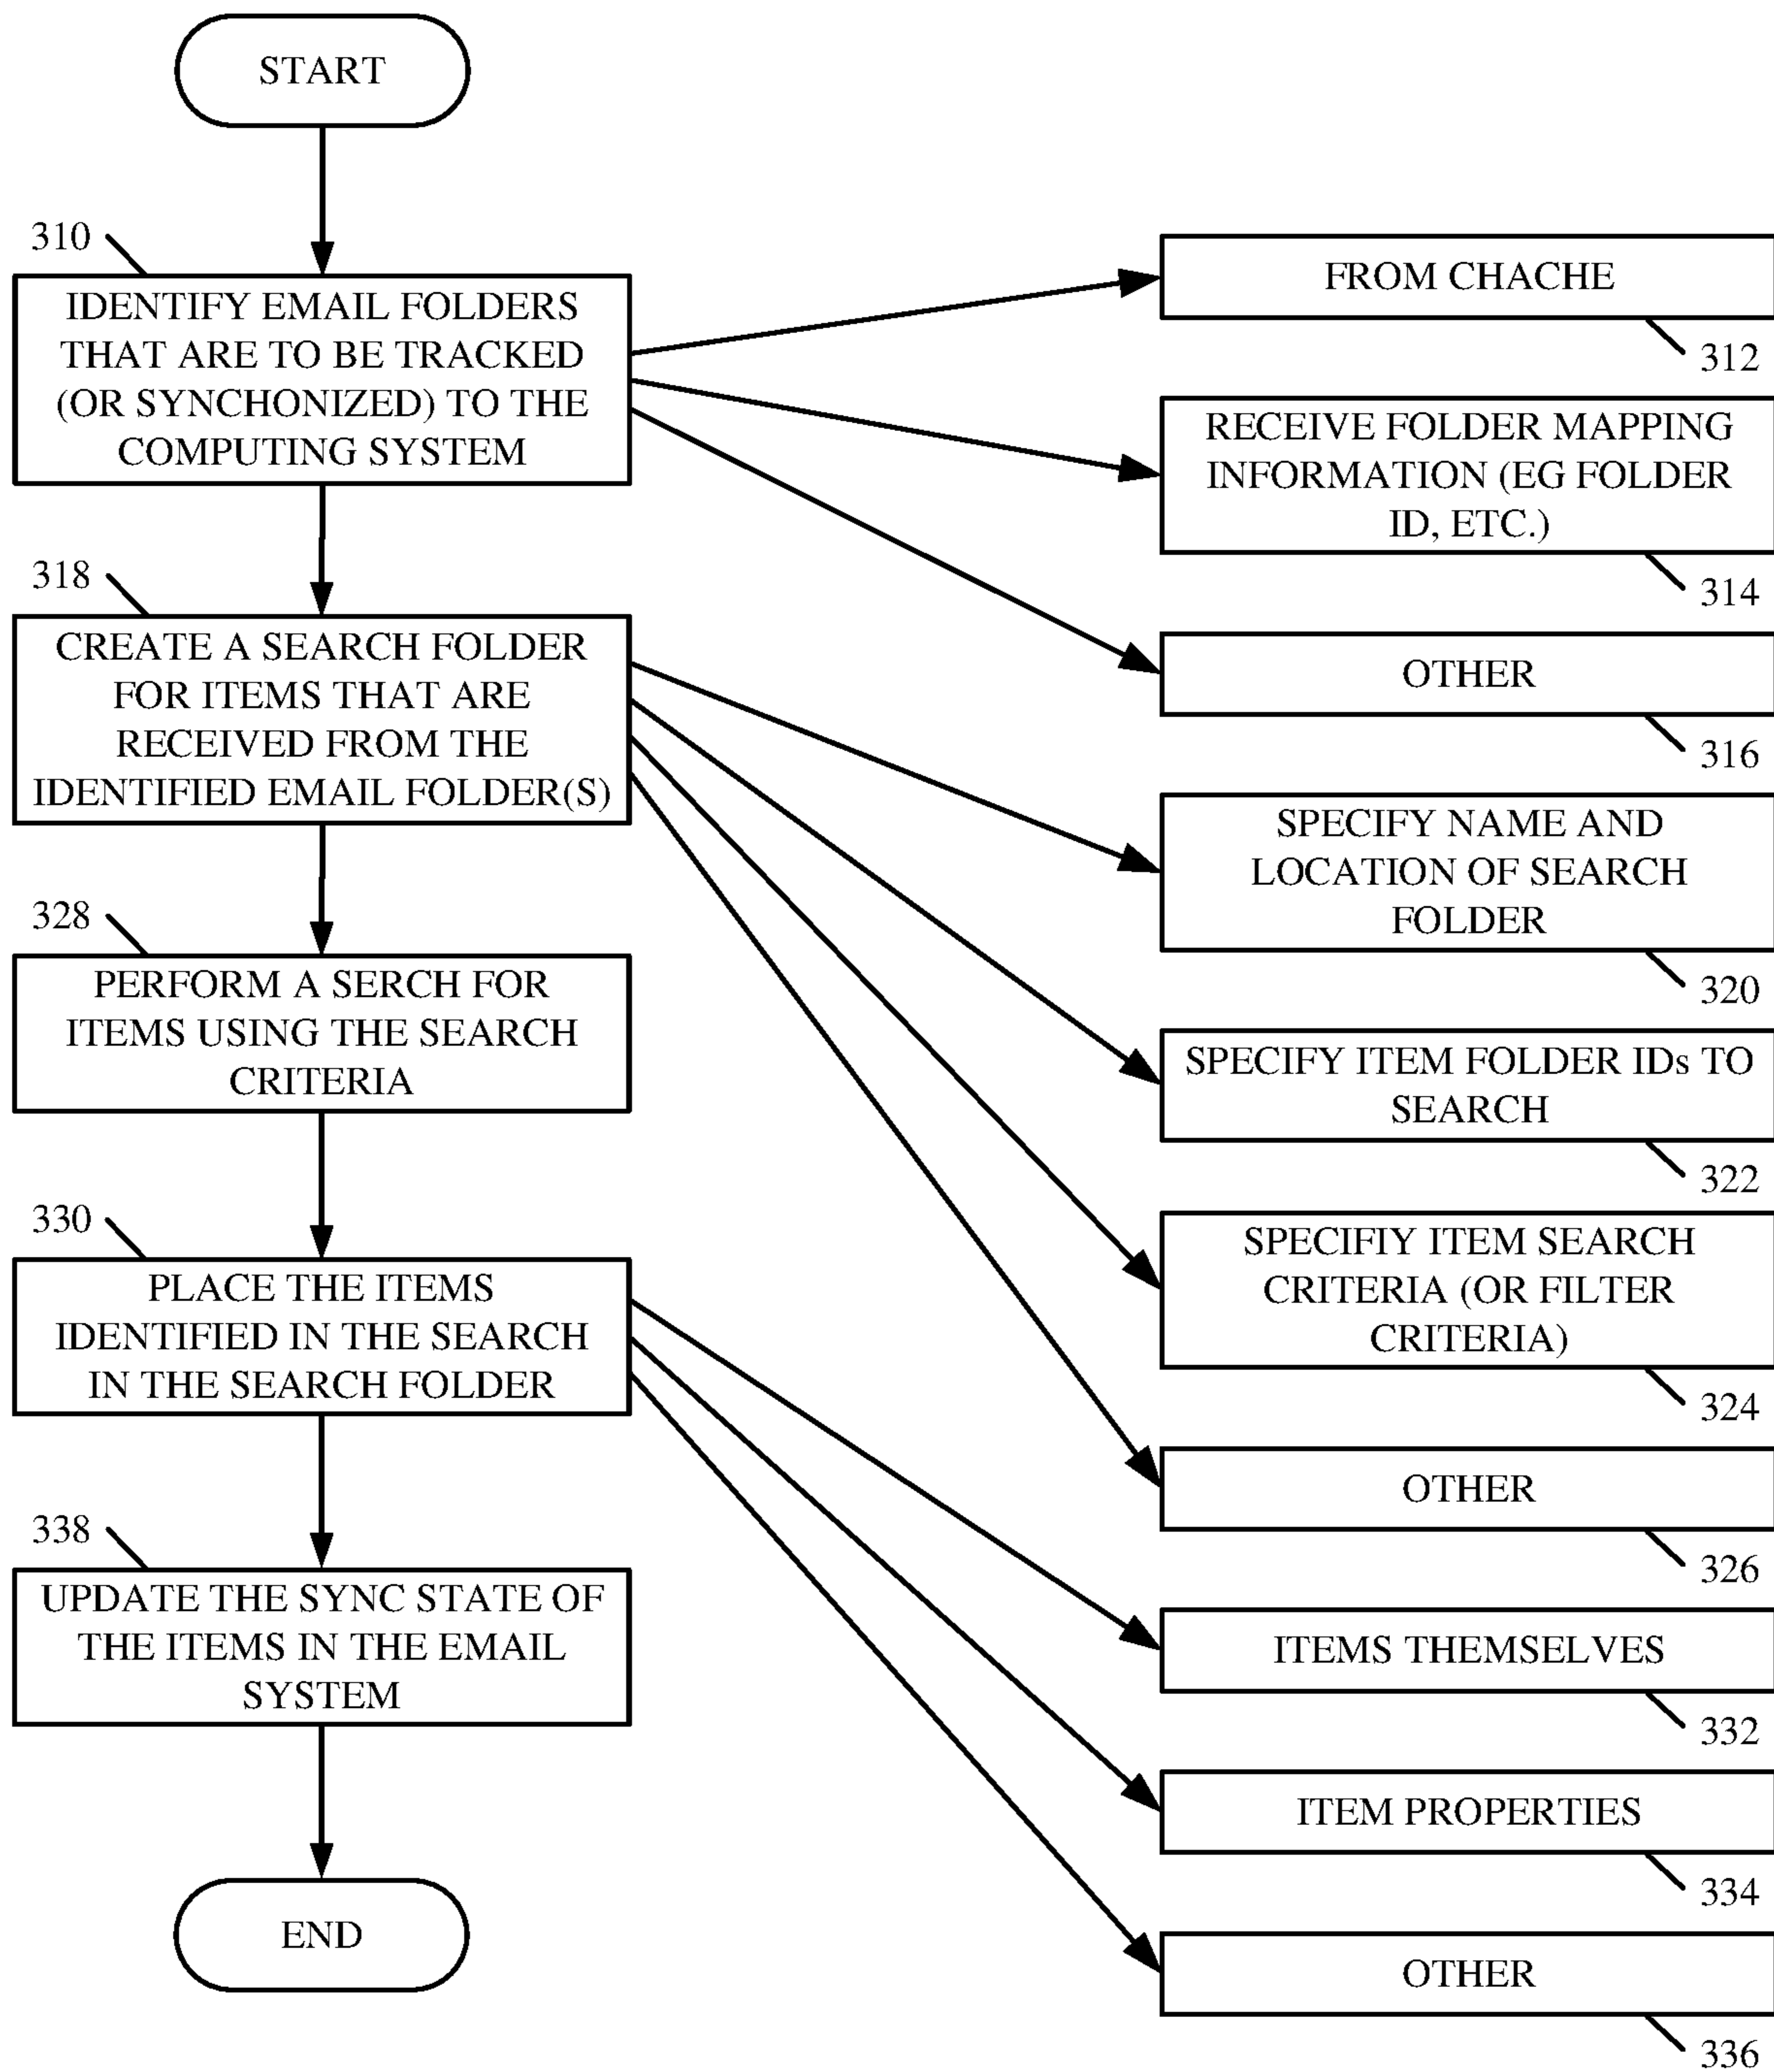 START
310
IDENTIFY EMAIL FOLDERS
THAT ARE TO BE TRACKED
(OR SYNCHONIZED) TO THE
COMPUTING SYSTEM
FROM CHACHE
312
RECEIVE FOLDER MAPPING
INFORMATION (EG FOLDER
ID, ETC.)
314
OTHER
316
318
CREATE A SEARCH FOLDER
FOR ITEMS THAT ARE
RECEIVED FROM THE
IDENTIFIED EMAIL FOLDER(S)
SPECIFY NAME AND
LOCATION OF SEARCH
FOLDER
320
SPECIFY ITEM FOLDER IDs TO
SEARCH
322
SPECIFIY ITEM SEARCH
CRITERIA (OR FILTER
CRITERIA)
324
OTHER
326
328
PERFORM A SERCH FOR
ITEMS USING THE SEARCH
CRITERIA
330
PLACE THE ITEMS
IDENTIFIED IN THE SEARCH
IN THE SEARCH FOLDER
ITEMS THEMSELVES
332
ITEM PROPERTIES
334
OTHER
336
338
UPDATE THE SYNC STATE OF
THE ITEMS IN THE EMAIL
SYSTEM
END